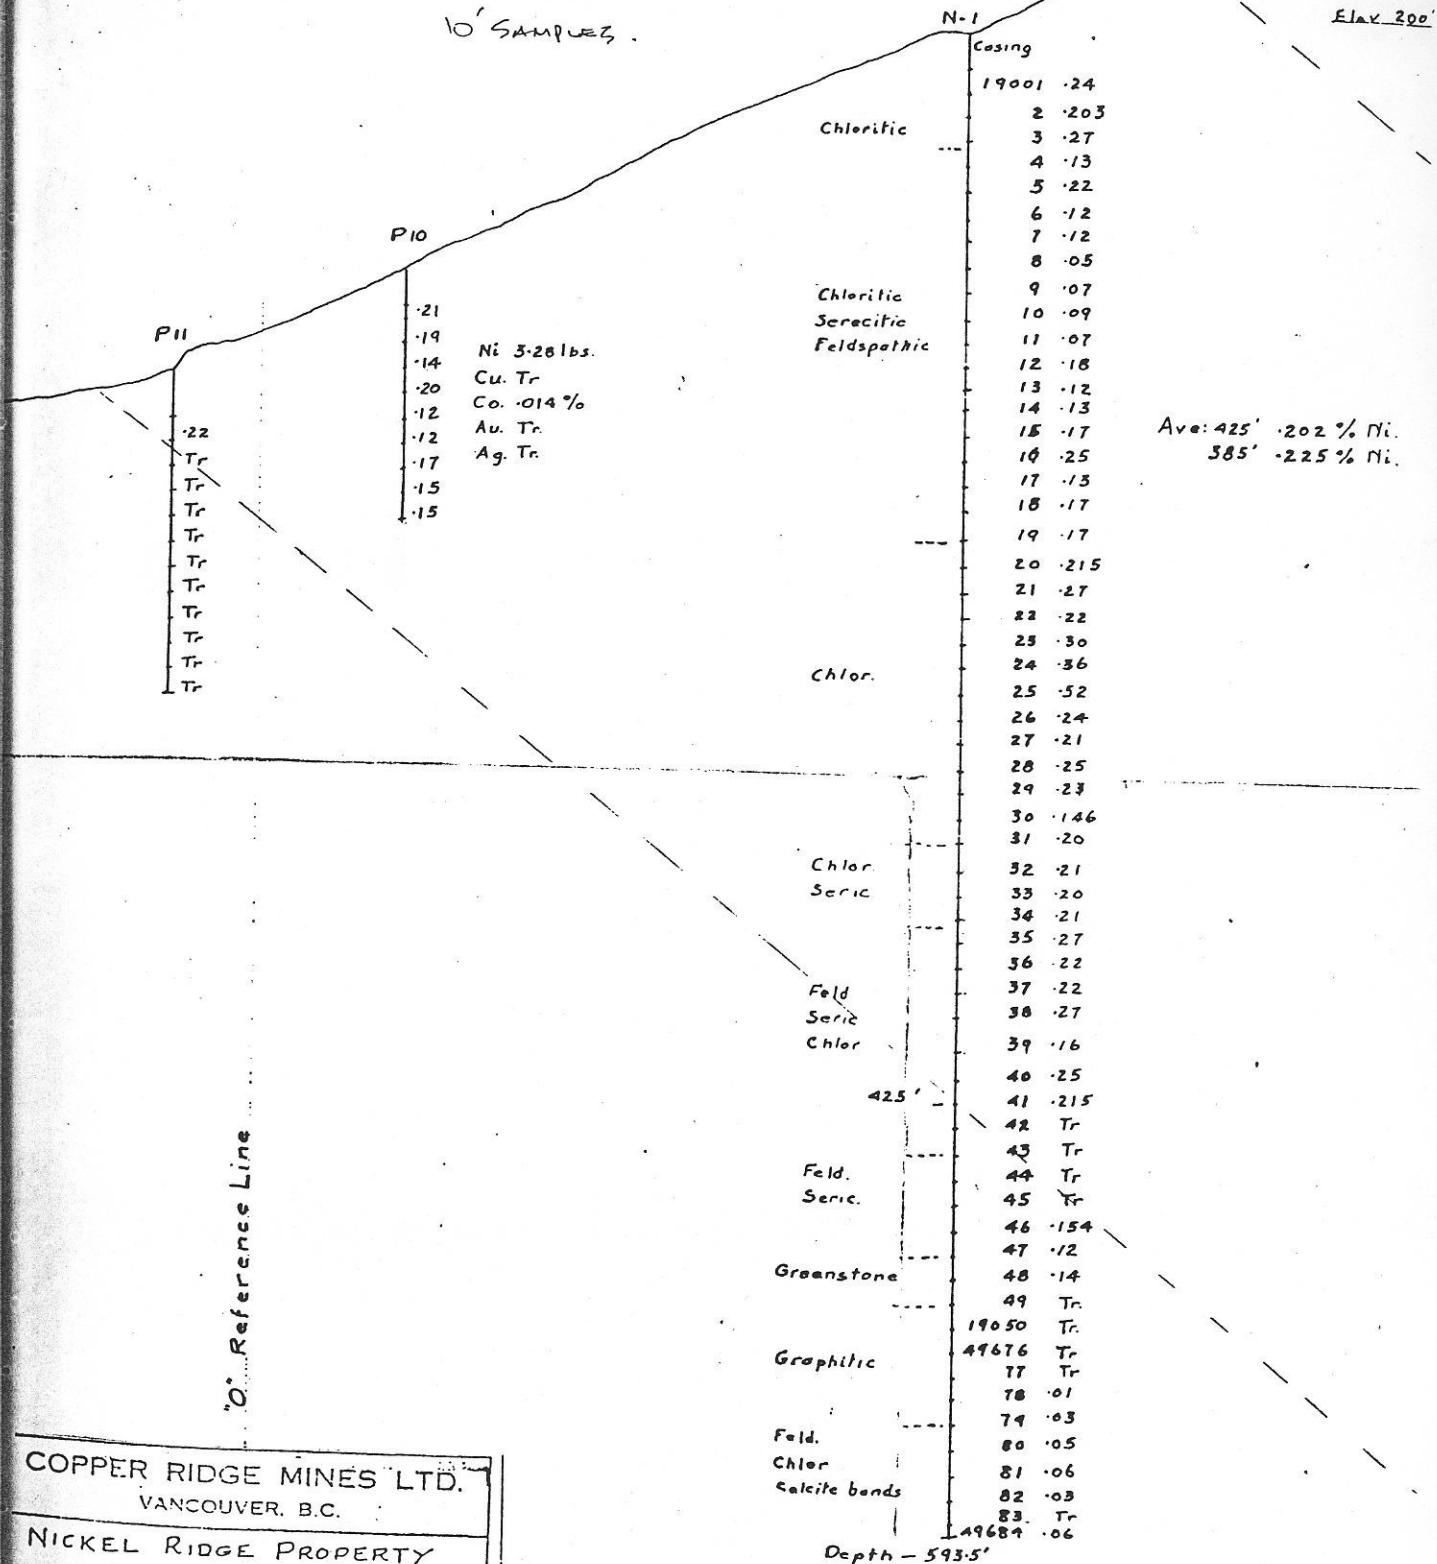 10' SAMPLES.
N-1
Elev 200'
Casing
19001 .24
2 .203
Chloritic
3 .27
4 .13
5 .22
6 .12
7 .12
8 .05
Chloritic
Serecitic
Feldspathic
9 .07
10 .09
11 .07
12 .18
13 .12
14 .13
15 .17
16 .25
17 .13
18 .17
19 .17
Ave: 425' .202 % Ni.
385' .225 % Ni.
P10
.21
.19
.14
.20
.12
.12
.17
.15
.15
Ni 3.28 lbs.
Cu. Tr
Co. .014 %
Au. Tr.
Ag. Tr.
P11
.22
Tr
Tr
Tr
Tr
Tr
Tr
Tr
Tr
Tr
Tr
20 .215
21 .27
22 .22
23 .30
24 .36
Chlor.
25 .52
26 .24
27 .21
28 .25
29 .23
30 .146
31 .20
Chlor.
Seric
32 .21
33 .20
34 .21
35 .27
36 .22
Feld
Seric
Chlor
37 .22
38 .27
39 .16
40 .25
425'
41 .215
42 Tr
43 Tr
Feld.
Seric.
44 Tr
45 Tr
46 .154
47 .12
Greenstone
48 .14
49 Tr.
19050 Tr.
49676 Tr
Graphitic
77 Tr
78 .01
79 .03
Feld.
Chlor
Calcite bands
80 .05
81 .06
82 .03
83. Tr
49684 .06
Depth - 593.5'
"O" Reference Line
COPPER RIDGE MINES LTD.
VANCOUVER, B.C.
NICKEL RIDGE PROPERTY